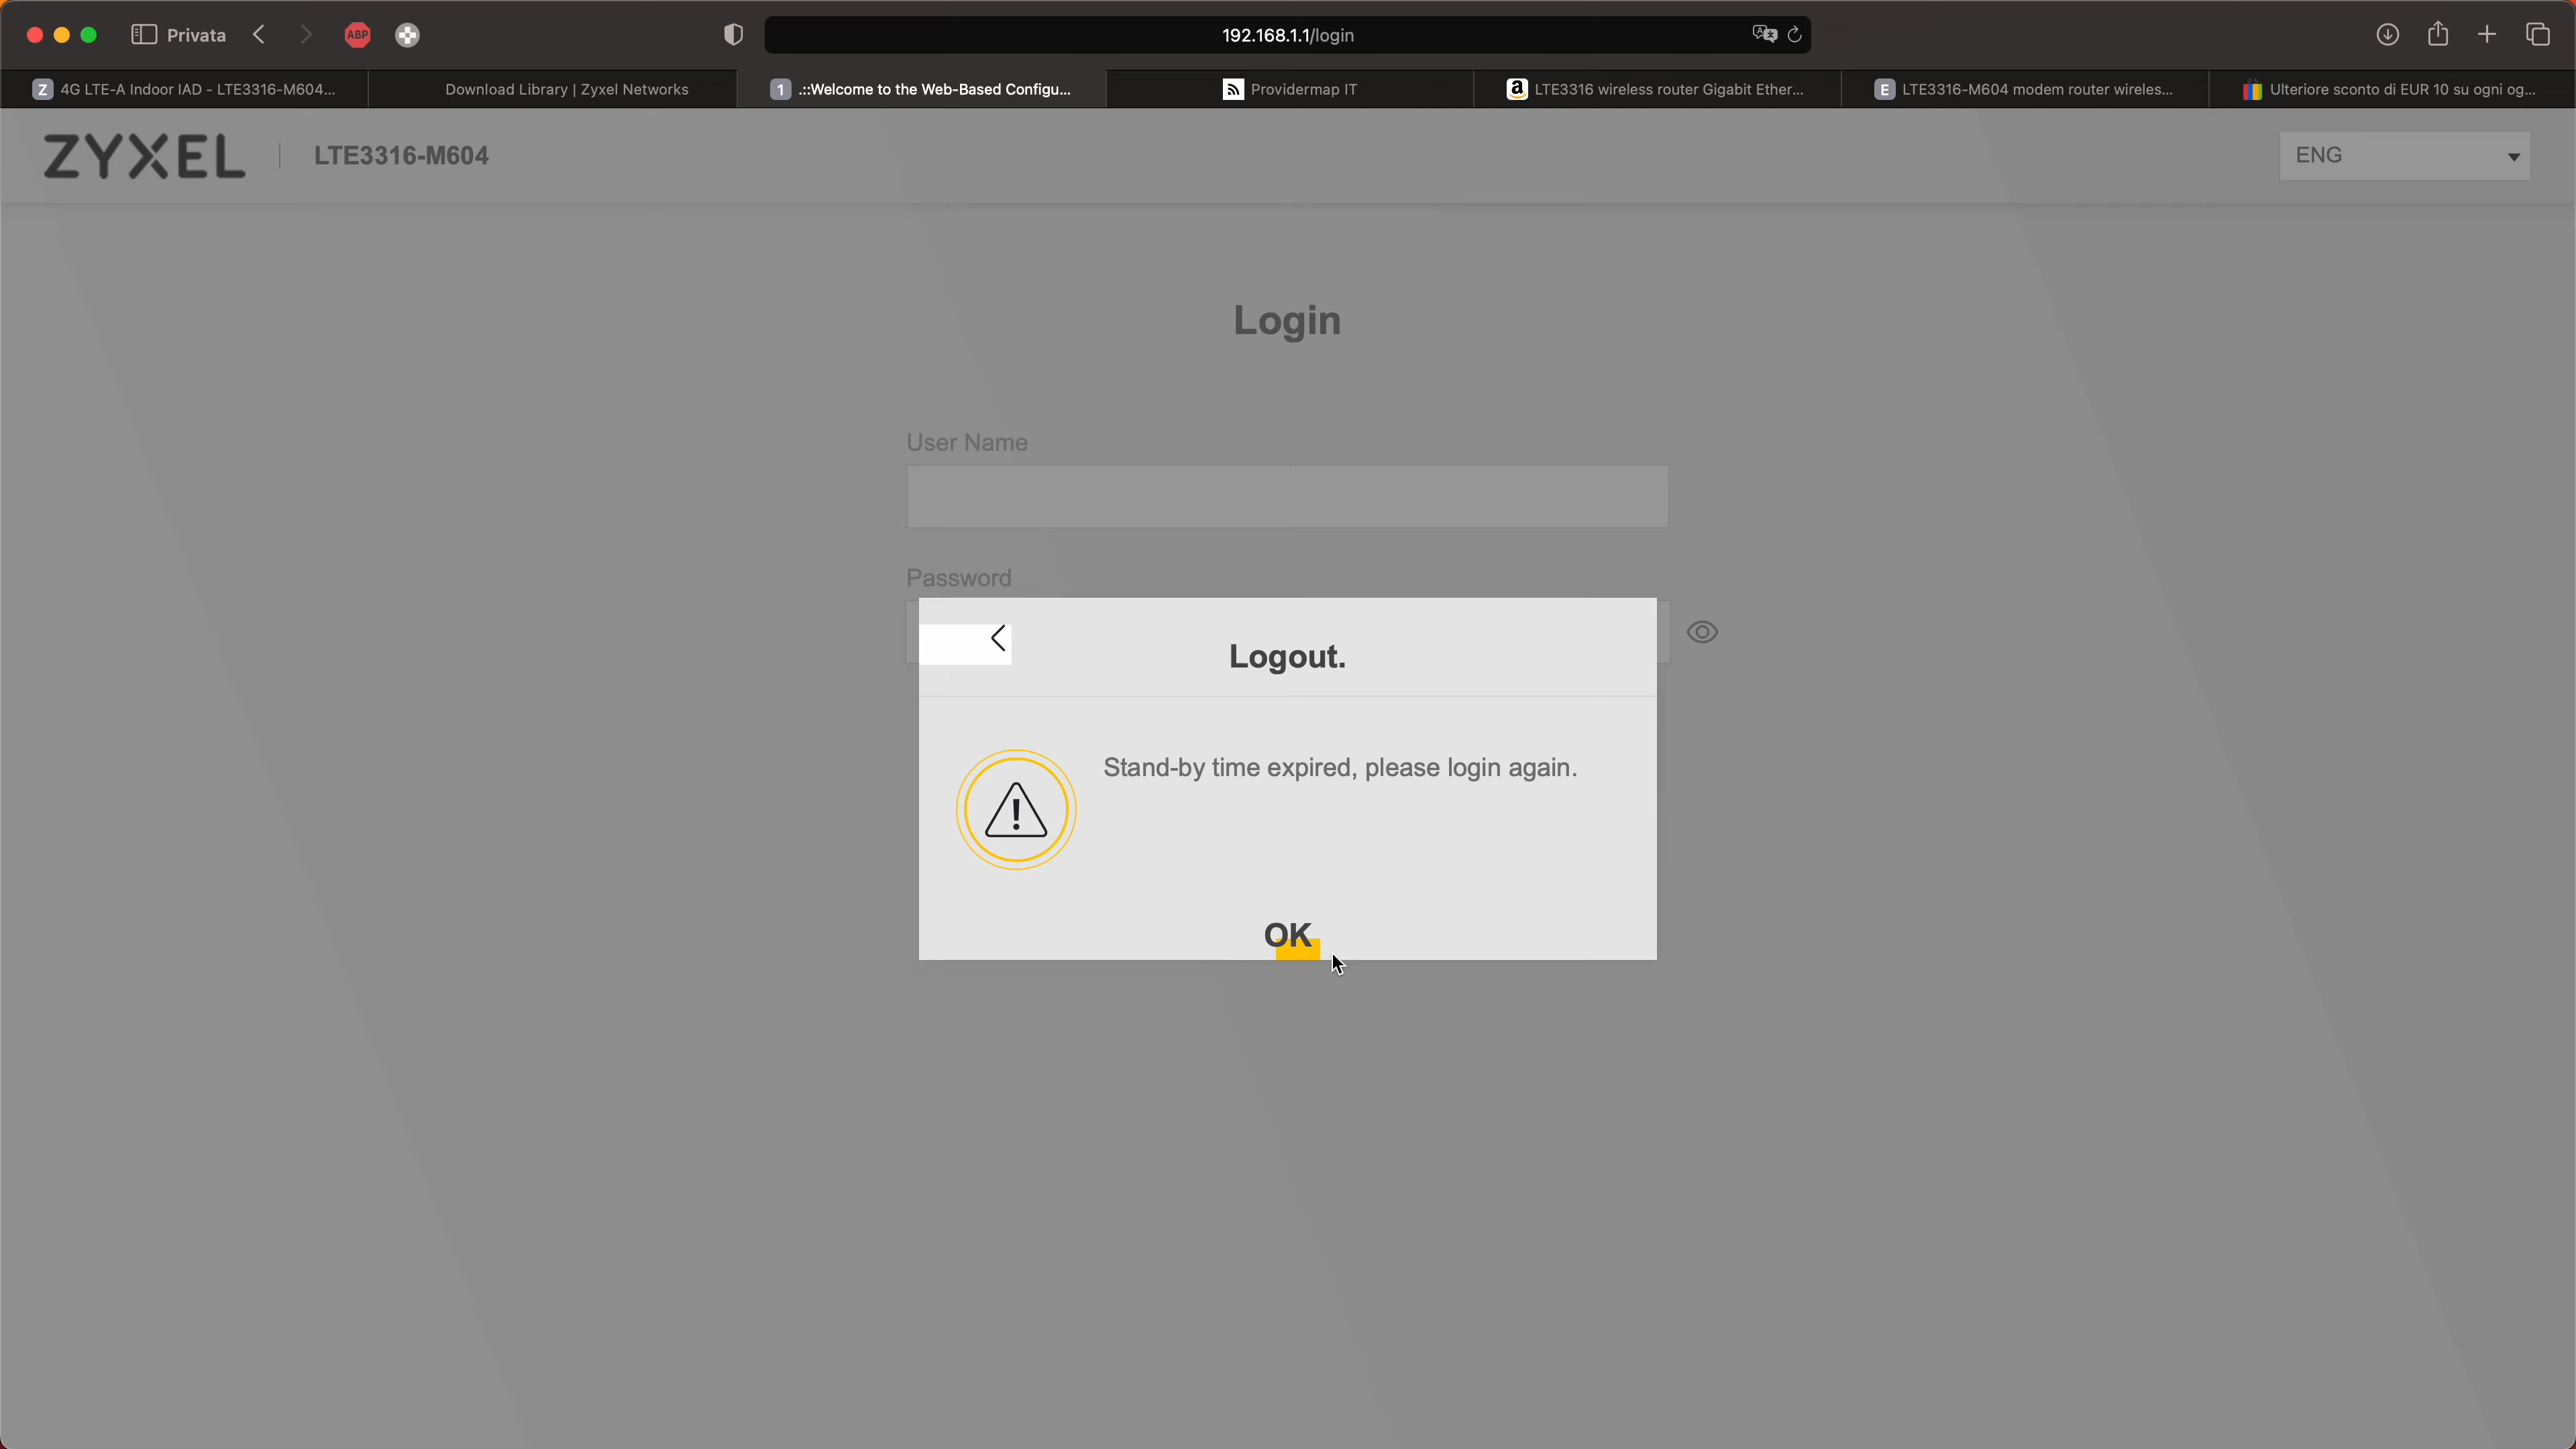 Privata
ABP
192.168.1.1/login
Z 4G LTE-A Indoor IAD - LTE3316-M604...
Download Library | Zyxel Networks
1 .::Welcome to the Web-Based Configu...
Providermap IT
a LTE3316 wireless router Gigabit Ether...
E LTE3316-M604 modem router wireles...
Ulteriore sconto di EUR 10 su ogni og...
ZYXEL
LTE3316-M604
ENG
Login
User Name
Password
Logout.
Stand-by time expired, please login again.
OK